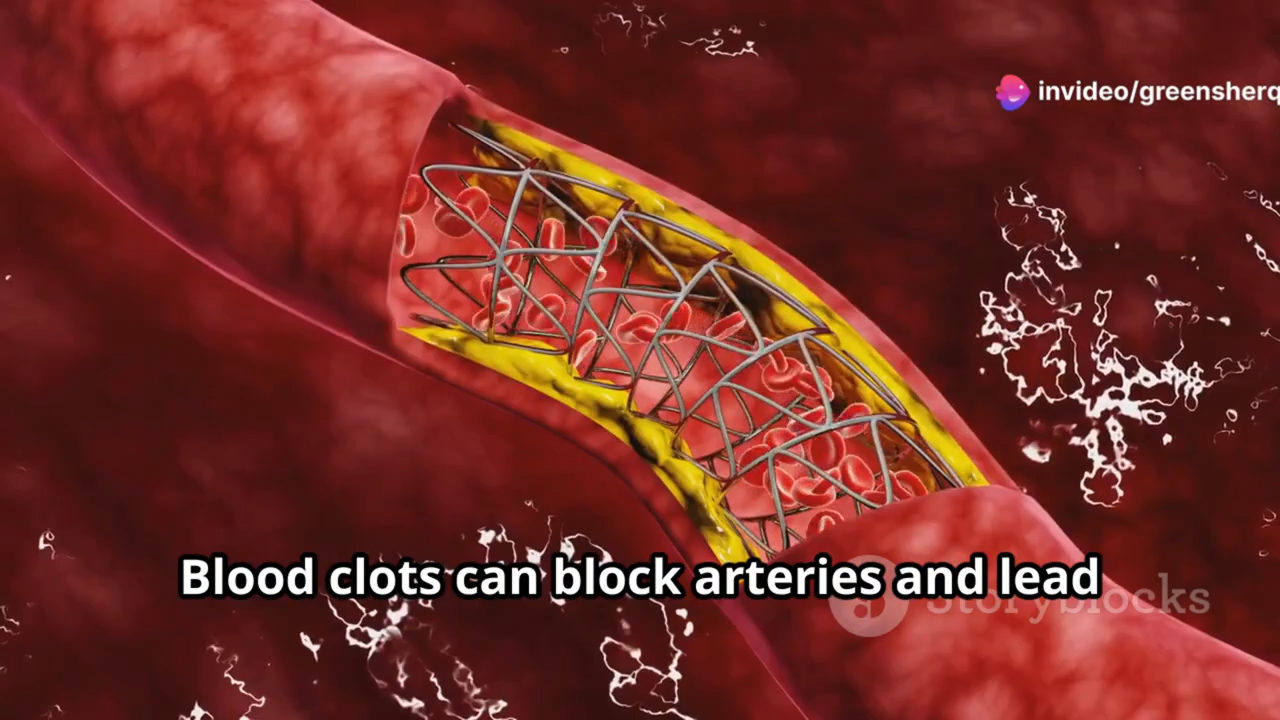 invideo/greensherq
Blood clots can block arteries and lead
Storyblocks